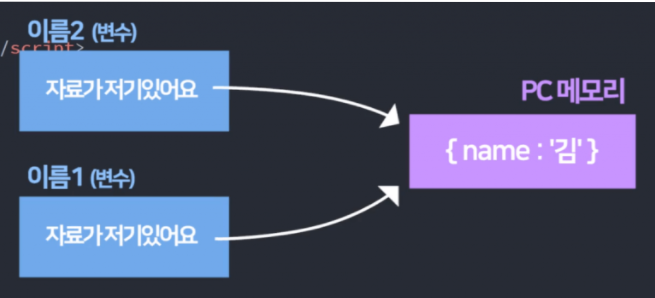 이름2 (변수)
/script>
자료가 저기있어요
PC 메모리
{ name : '김' }
이름1 (변수)
자료가 저기있어요